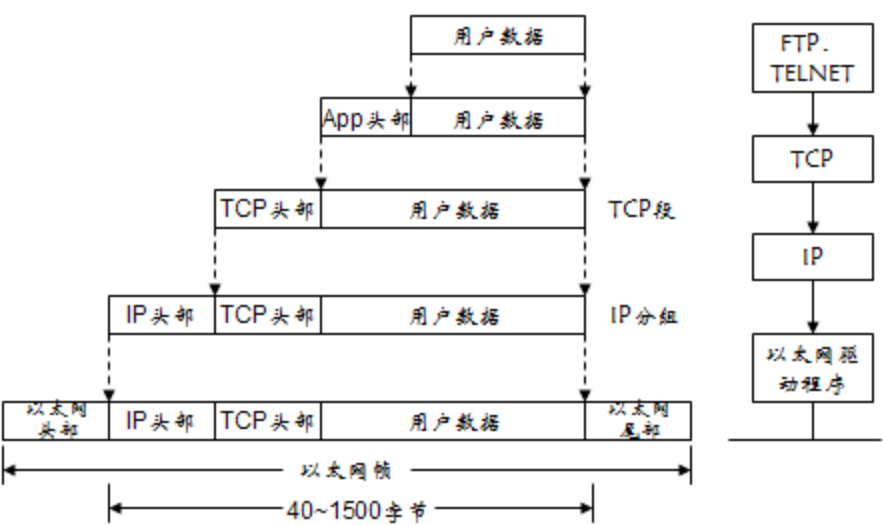 用户数据
FTP、
TELNET
App头部 用户数据
TCP
TCP头部 用户数据 TCP段
IP
IP头部 TCP头部 用户数据 IP分组
以太网驱
动程序
以太网
头部 IP头部 TCP头部 用户数据 以太网
尾部
以太网帧
40~1500字节